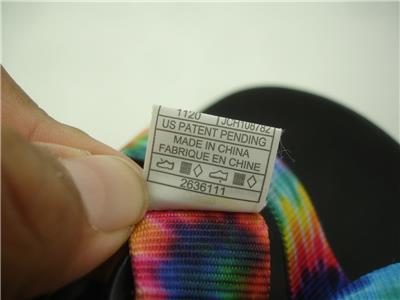 1120 JCH108782
US PATENT PENDING
MADE IN CHINA
FABRIQUE EN CHINE
2636111